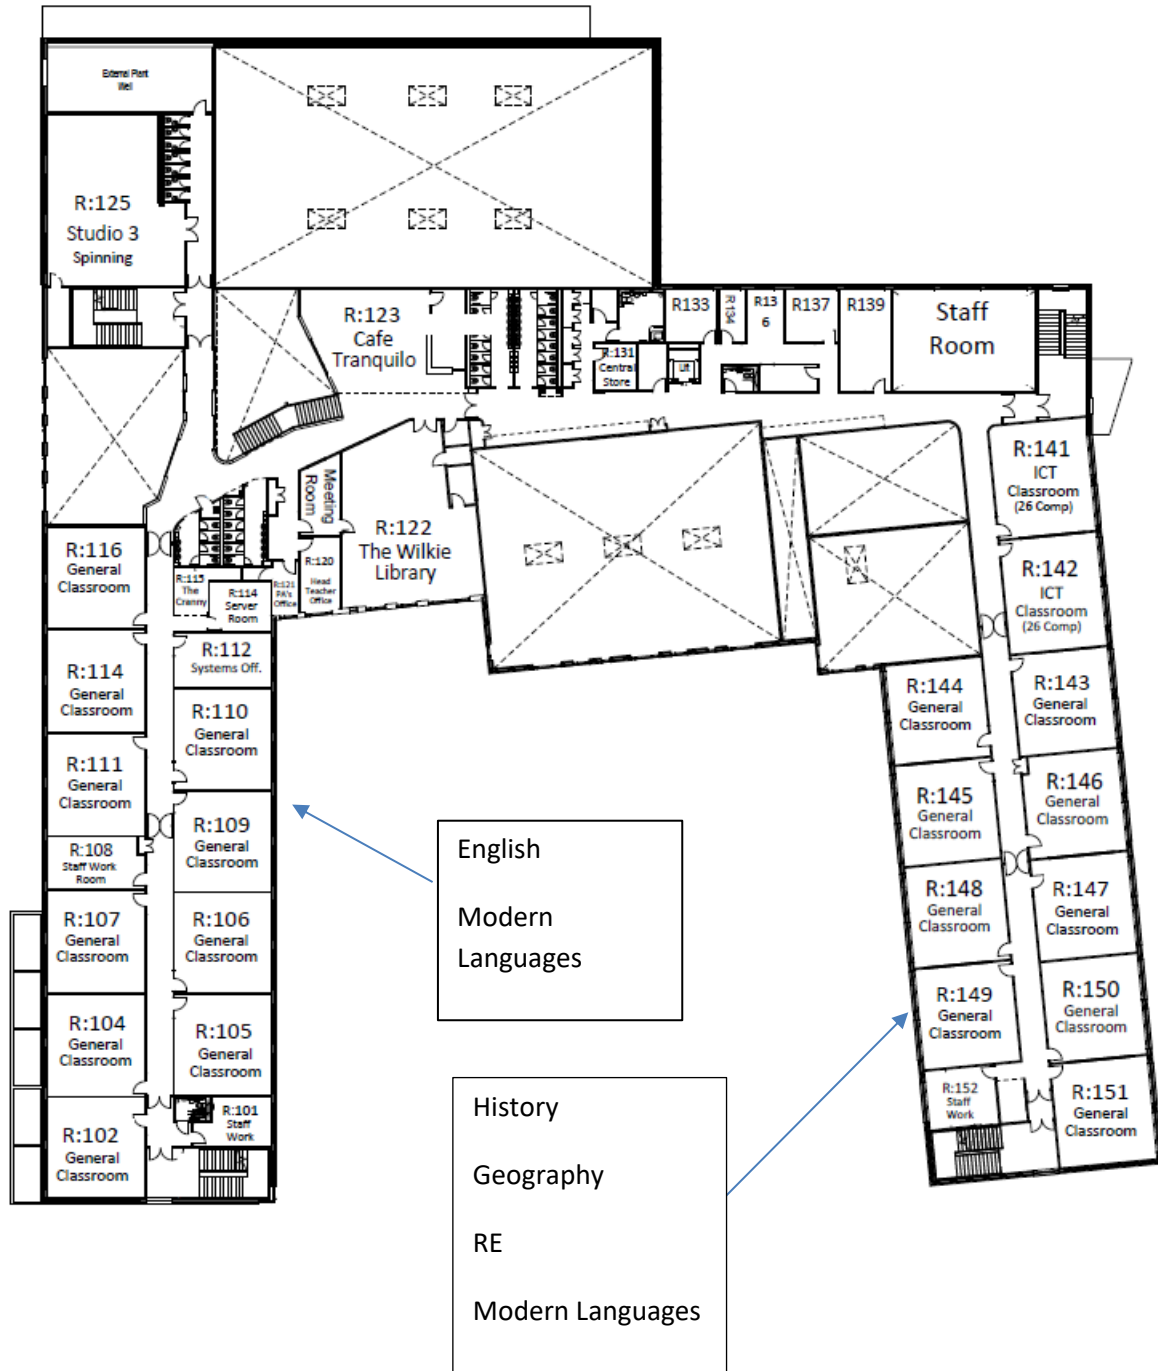 External Plant
Well
R:125
Studio 3
Spinning
R:123
Cafe
Tranquilo
R133
R134
R13
6
R137
R139
Staff
Room
R:131
Central
Store
Lift
R:141
ICT
Classroom
(26 Comp)
Meeting
Room
R:122
The Wilkie
Library
R:116
General
Classroom
R:115
The
Cranny
R:114
Server
Room
R:121
PA's
Office
R:120
Head
Teacher
Office
R:142
ICT
Classroom
(26 Comp)
R:112
Systems Off.
R:114
General
Classroom
R:110
General
Classroom
R:144
General
Classroom
R:143
General
Classroom
R:111
General
Classroom
R:109
General
Classroom
R:145
General
Classroom
R:146
General
Classroom
R:108
Staff Work
Room
English
Modern
Languages
R:107
General
Classroom
R:106
General
Classroom
R:148
General
Classroom
R:147
General
Classroom
R:104
General
Classroom
R:105
General
Classroom
R:149
General
Classroom
R:150
General
Classroom
R:102
General
Classroom
R:101
Staff
Work
History
Geography
RE
Modern Languages
R:152
Staff
Work
R:151
General
Classroom